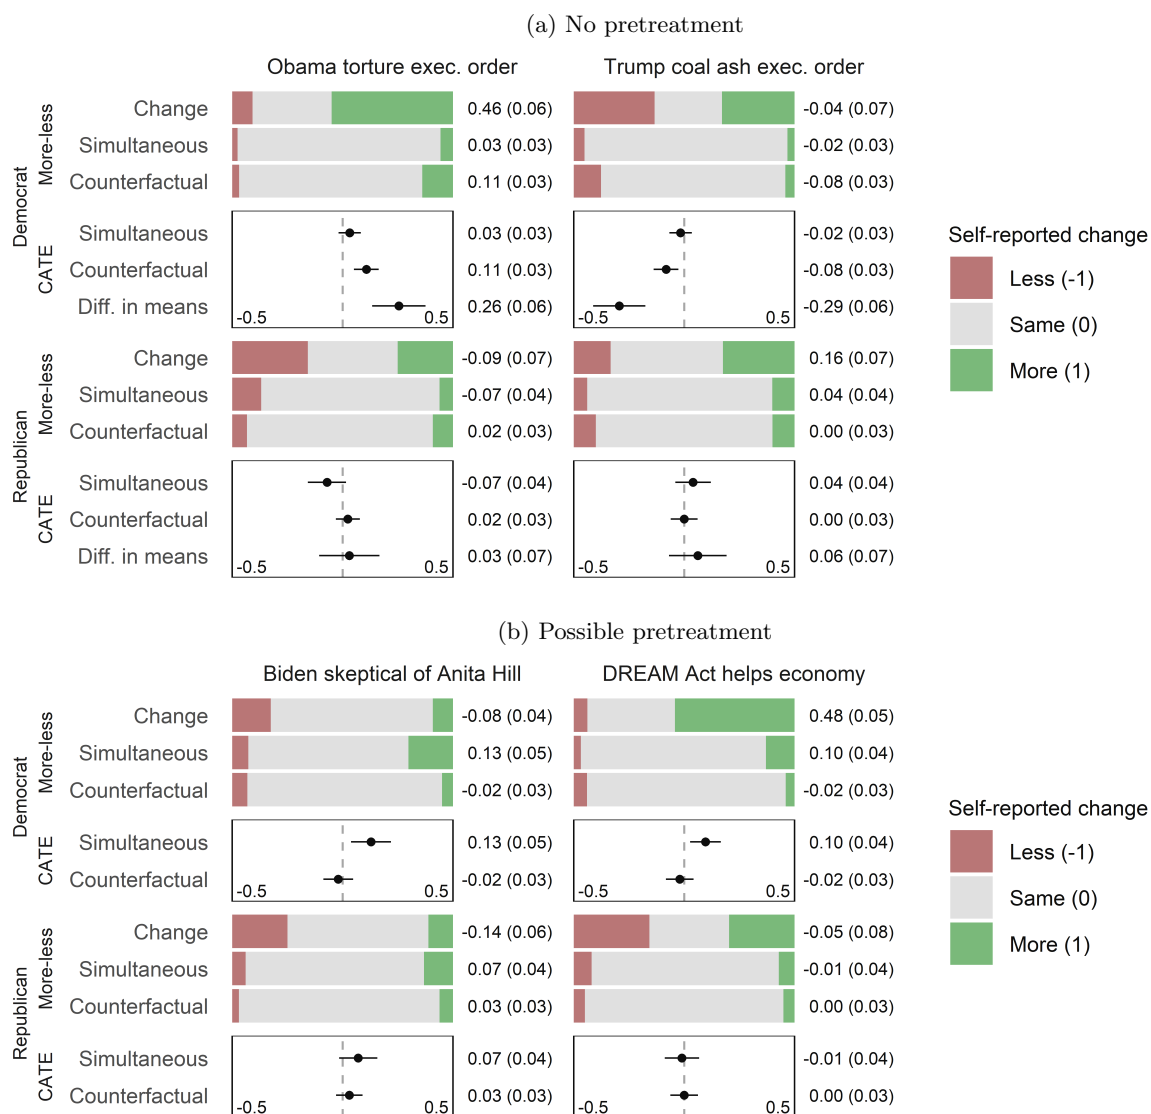 (a) No pretreatment
Obama torture exec. order
Trump coal ash exec. order
Democrat
More-less
Change 0.46 (0.06) -0.04 (0.07)
Simultaneous 0.03 (0.03) -0.02 (0.03)
Counterfactual 0.11 (0.03) -0.08 (0.03)
CATE
Simultaneous 0.03 (0.03) -0.02 (0.03)
Counterfactual 0.11 (0.03) -0.08 (0.03)
Diff. in means 0.26 (0.06) -0.29 (0.06)
-0.5 0.5 -0.5 0.5
Republican
More-less
Change -0.09 (0.07) 0.16 (0.07)
Simultaneous -0.07 (0.04) 0.04 (0.04)
Counterfactual 0.02 (0.03) 0.00 (0.03)
CATE
Simultaneous -0.07 (0.04) 0.04 (0.04)
Counterfactual 0.02 (0.03) 0.00 (0.03)
Diff. in means 0.03 (0.07) 0.06 (0.07)
-0.5 0.5 -0.5 0.5
Self-reported change
Less (-1)
Same (0)
More (1)
(b) Possible pretreatment
Biden skeptical of Anita Hill
DREAM Act helps economy
Democrat
More-less
Change -0.08 (0.04) 0.48 (0.05)
Simultaneous 0.13 (0.05) 0.10 (0.04)
Counterfactual -0.02 (0.03) -0.02 (0.03)
CATE
Simultaneous 0.13 (0.05) 0.10 (0.04)
Counterfactual -0.02 (0.03) -0.02 (0.03)
-0.5 0.5 -0.5 0.5
Republican
More-less
Change -0.14 (0.06) -0.05 (0.08)
Simultaneous 0.07 (0.04) -0.01 (0.04)
Counterfactual 0.03 (0.03) 0.00 (0.03)
CATE
Simultaneous 0.07 (0.04) -0.01 (0.04)
Counterfactual 0.03 (0.03) 0.00 (0.03)
-0.5 0.5 -0.5 0.5
Self-reported change
Less (-1)
Same (0)
More (1)